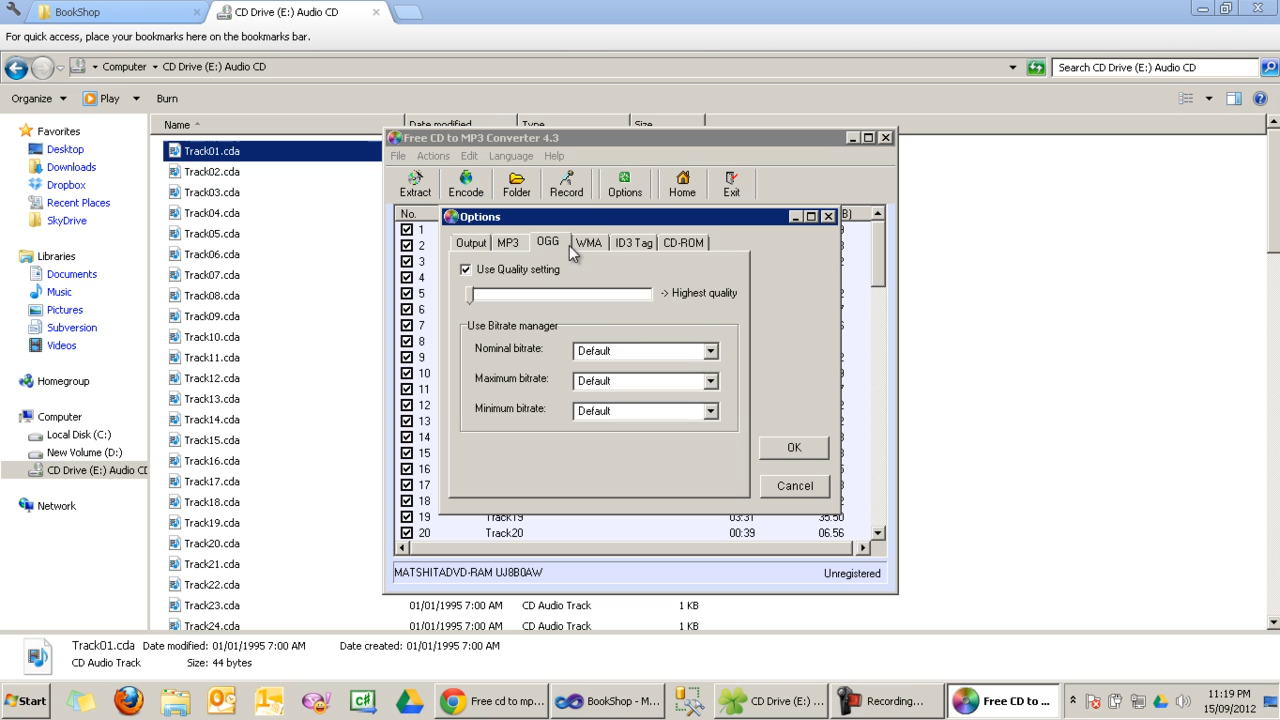 BookShop
CD Drive (E:) Audio CD
For quick access, place your bookmarks here on the bookmarks bar.
Computer CD Drive (E:) Audio CD
Search CD Drive (E:) Audio CD
Organize Play Burn
Favorites
Desktop
Downloads
Dropbox
Recent Places
SkyDrive
Libraries
Documents
Music
Pictures
Subversion
Videos
Homegroup
Computer
Local Disk (C:)
New Volume (D:)
CD Drive (E:) Audio CD
Network
Name Date modified Type Size
Track01.cda
Track02.cda
Track03.cda
Track04.cda
Track05.cda
Track06.cda
Track07.cda
Track08.cda
Track09.cda
Track10.cda
Track11.cda
Track12.cda
Track13.cda
Track14.cda
Track15.cda
Track16.cda
Track17.cda
Track18.cda
Track19.cda
Track20.cda
Track21.cda
Track22.cda
Track23.cda 01/01/1995 7:00 AM CD Audio Track 1 KB
Track24.cda 01/01/1995 7:00 AM CD Audio Track 1 KB
Free CD to MP3 Converter 4.3
File Actions Edit Language Help
Extract Encode Folder Record Options Home Exit
No.
1
2
3
4
5
6
7
8
9
10
11
12
13
14
15
16
17
18
19 Track19 03:31 35.60
20 Track20 00:39 06.56
MATSHITADVD-RAM UJ8B0AW Unregistered
Options
Output MP3 OGG WMA ID3 Tag CD-ROM
Use Quality setting
-> Highest quality
Use Bitrate manager
Nominal bitrate: Default
Maximum bitrate: Default
Minimum bitrate: Default
OK
Cancel
Track01.cda Date modified: 01/01/1995 7:00 AM Date created: 01/01/1995 7:00 AM
CD Audio Track Size: 44 bytes
Start
Free cd to mp...
BookShop - M...
CD Drive (E:) ...
Recording...
Free CD to ...
11:19 PM
15/09/2012